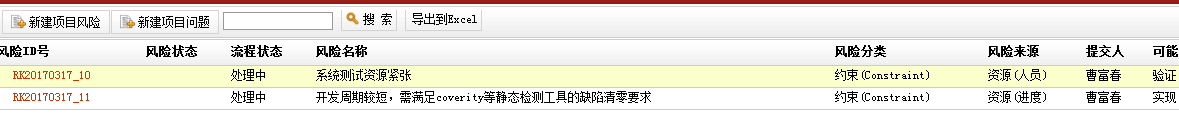 新建项目风险 新建项目问题 搜 索 导出到Excel
风险ID号 风险状态 流程状态 风险名称 风险分类 风险来源 提交人 可能
RK20170317_10 处理中 系统测试资源紧张 约束(Constraint) 资源(人员) 曹富春 验证
RK20170317_11 处理中 开发周期较短，需满足coverity等静态检测工具的缺陷清零要求 约束(Constraint) 资源(进度) 曹富春 实现